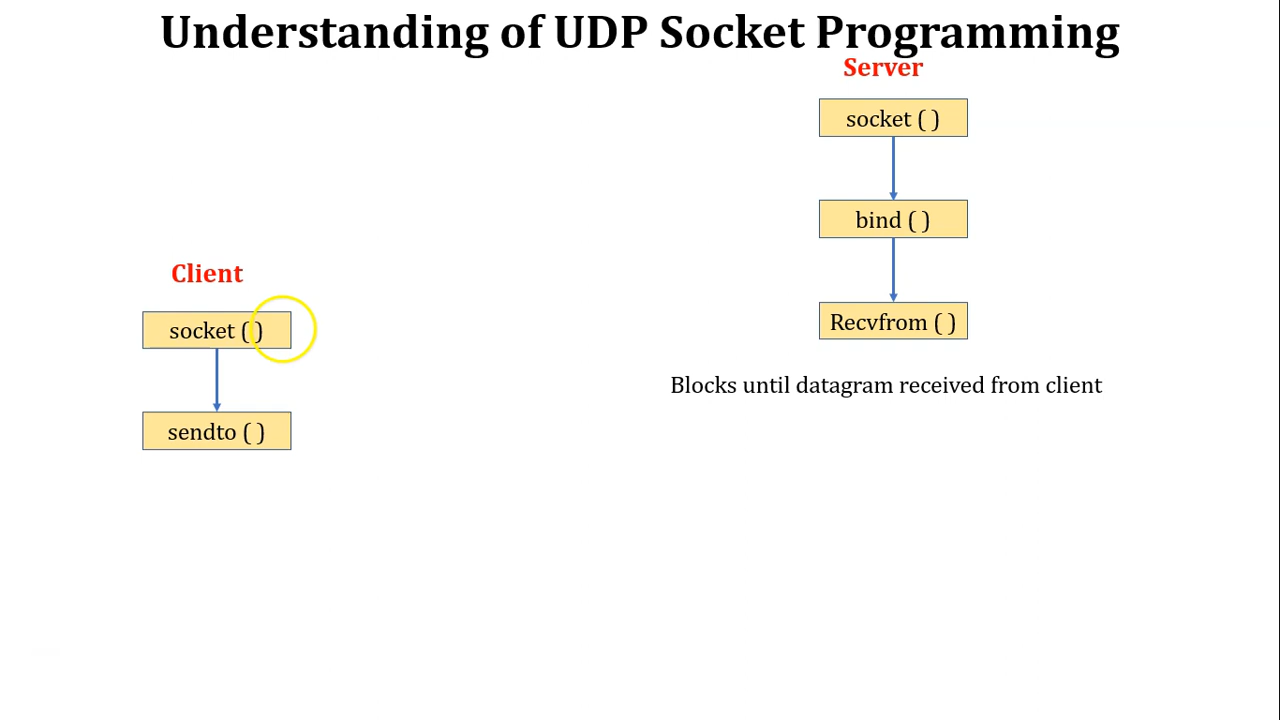 Understanding of UDP Socket Programming
Server
socket ( )
bind ( )
Recvfrom ( )
Blocks until datagram received from client
Client
socket ( )
sendto ( )